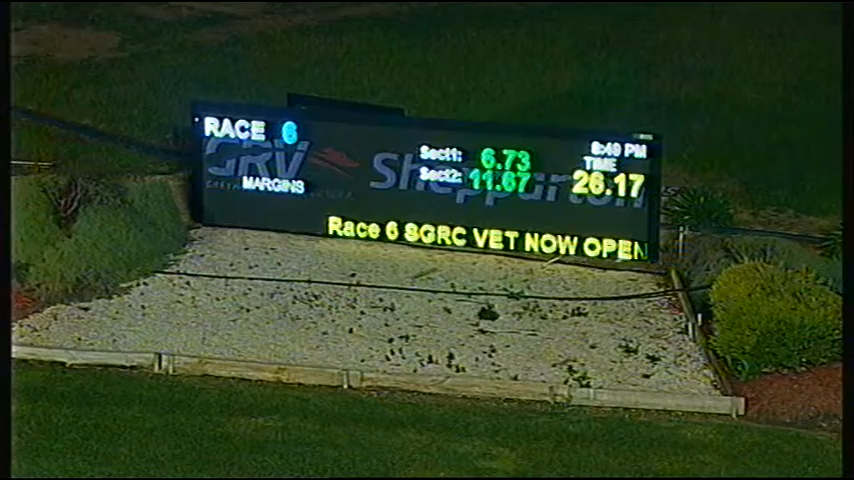 RACE 6
8:49 PM
Sect1: 6.73
TIME
GRV
Shepparton
Sect2: 11.67
26.17
MARGINS
Race 6 SGRC VET NOW OPEN